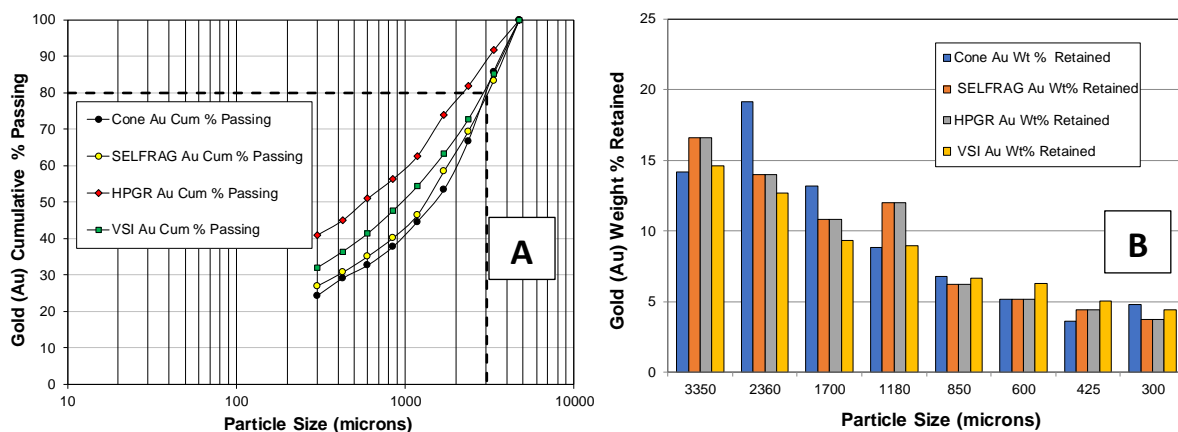 Gold (Au) Cumulative % Passing
100
90
80
70
60
50
40
30
20
10
0
Cone Au Cum % Passing
SELFRAG Au Cum % Passing
HPGR Au Cum % Passing
VSI Au Cum % Passing
A
10
100
1000
10000
Particle Size (microns)
Gold (Au) Weight % Retained
25
20
15
10
5
0
Cone Au Wt % Retained
SELFRAG Au Wt% Retained
HPGR Au Wt% Retained
VSI Au Wt% Retained
B
3350
2360
1700
1180
850
600
425
300
Particle Size (microns)